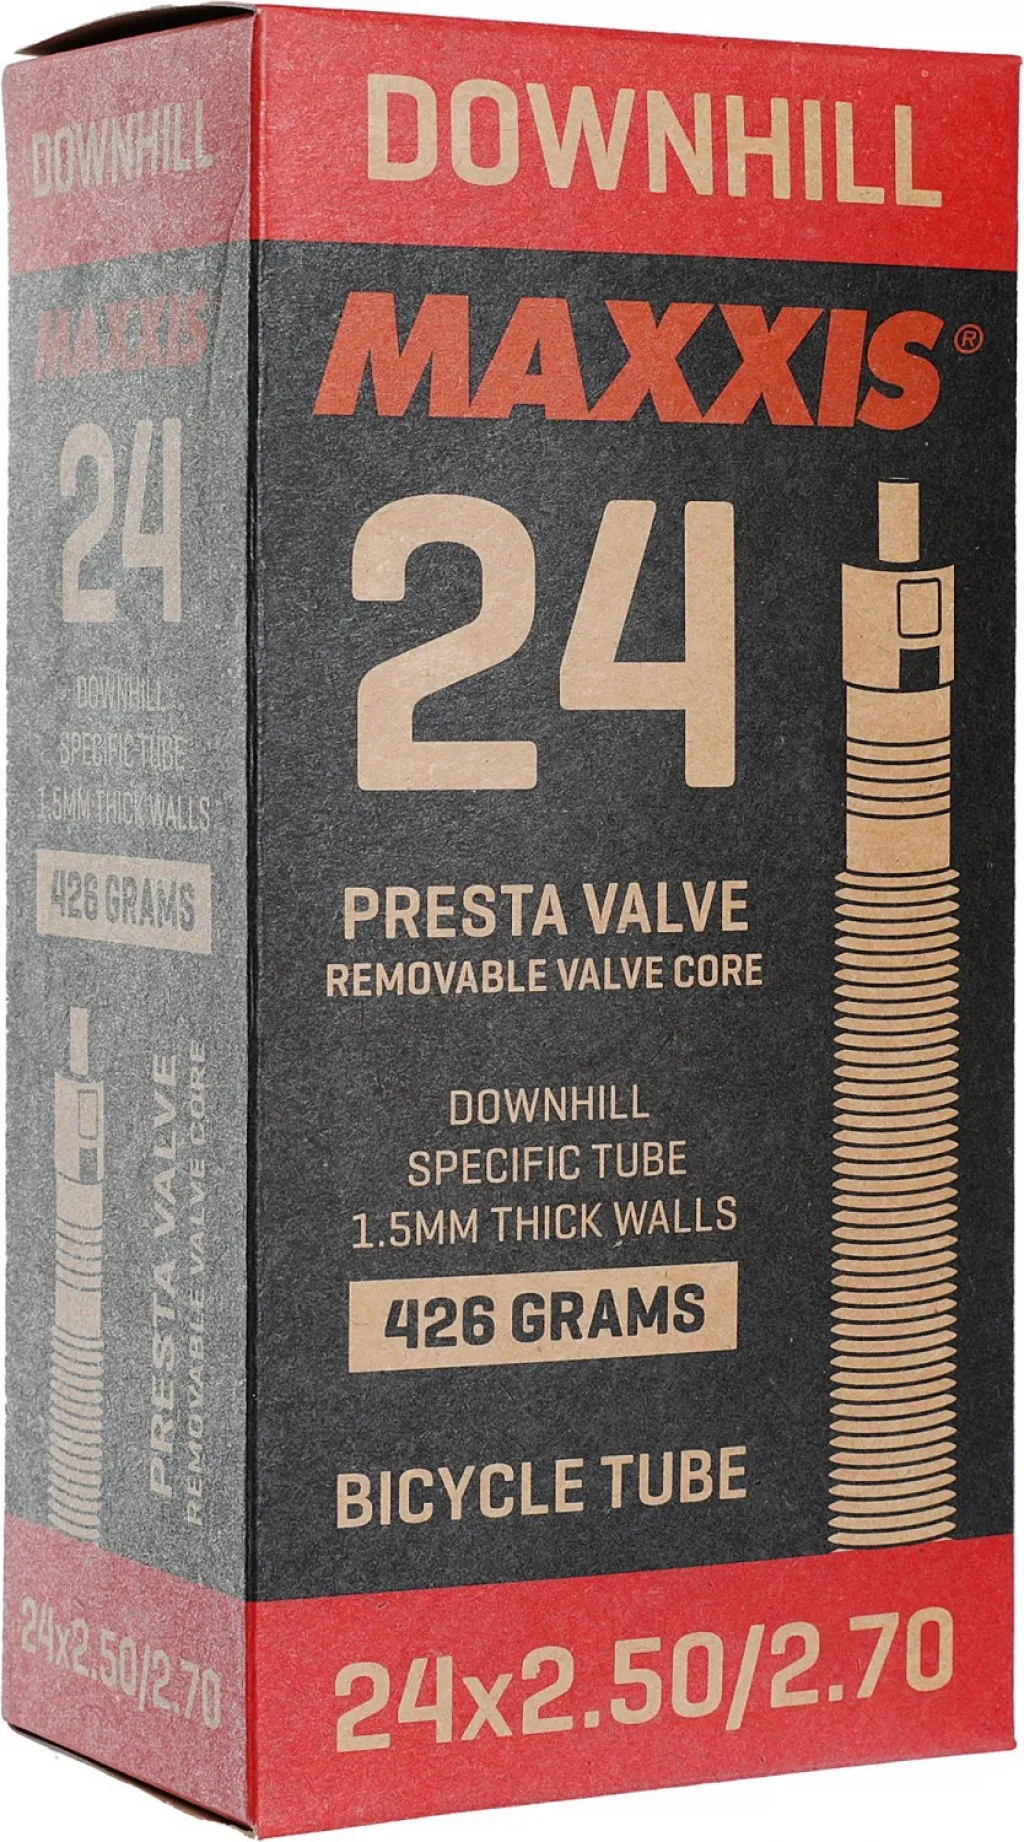 DOWNHILL
MAXXIS®
24
PRESTA VALVE
REMOVABLE VALVE CORE
DOWNHILL
SPECIFIC TUBE
1.5MM THICK WALLS
426 GRAMS
BICYCLE TUBE
24x2.50/2.70
DOWNHILL
MAXXIS
24
DOWNHILL
SPECIFIC TUBE
1.5MM THICK WALLS
426 GRAMS
PRESTA VALVE
REMOVABLE VALVE CORE
24x2.50/2.70